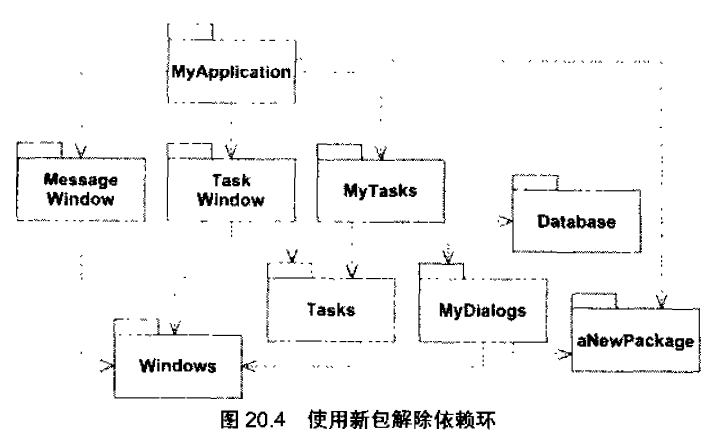 MyApplication
Message
Window
Task
Window
MyTasks
Database
Tasks
MyDialogs
Windows
aNewPackage
图 20.4 使用新包解除依赖环